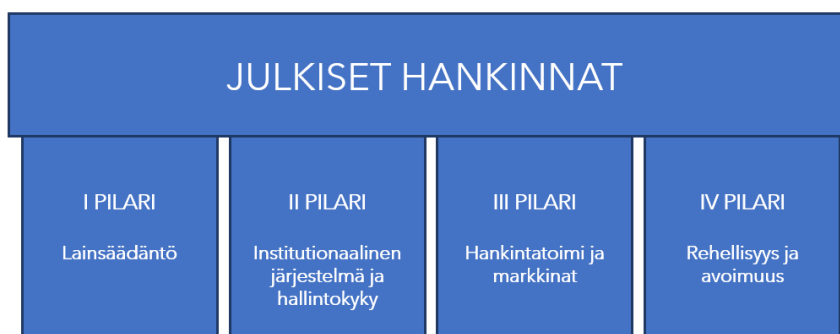 JULKISET HANKINNAT
I PILARI
Lainsäädäntö
II PILARI
Institutionaalinen
järjestelmä ja
hallintokyky
III PILARI
Hankintatoimi ja
markkinat
IV PILARI
Rehellisyys ja
avoimuus